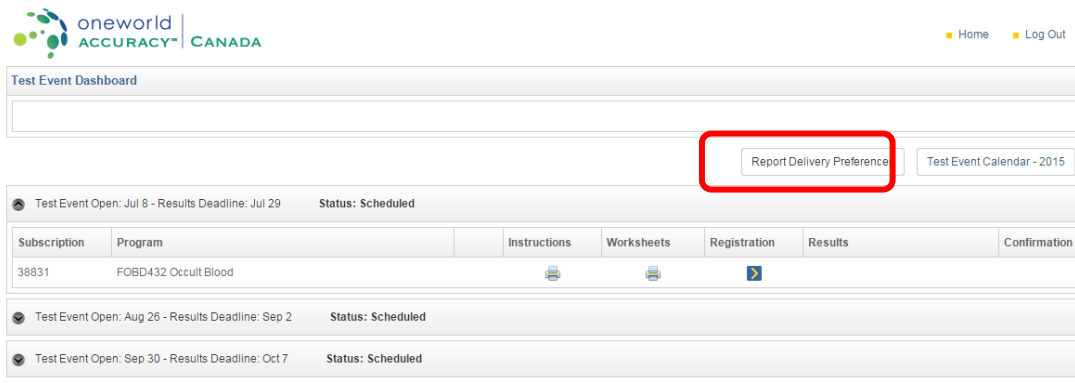 oneworld
ACCURACY™ CANADA
Home Log Out
Test Event Dashboard
Report Delivery Preference Test Event Calendar - 2015
Test Event Open: Jul 8 - Results Deadline: Jul 29 Status: Scheduled
Subscription Program Instructions Worksheets Registration Results Confirmation
38831 FOBD432 Occult Blood
Test Event Open: Aug 26 - Results Deadline: Sep 2 Status: Scheduled
Test Event Open: Sep 30 - Results Deadline: Oct 7 Status: Scheduled